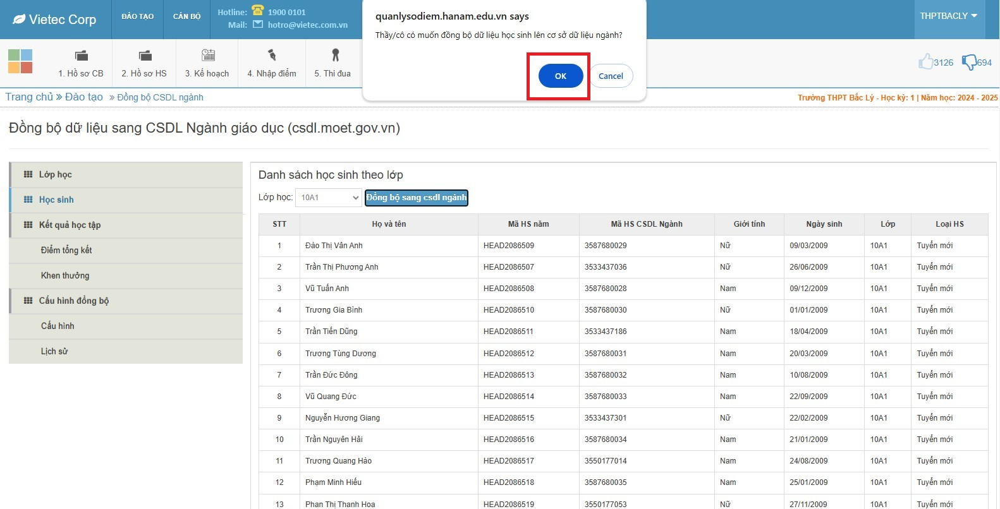 Vietec Corp
ĐÀO TẠO
CÁN BỘ
Hotline: 1900 0101
Mail: hotro@vietec.com.vn
quanlysodiem.hanam.edu.vn says
Thầy/cô có muốn đồng bộ dữ liệu học sinh lên cơ sở dữ liệu ngành?
OK
Cancel
THPTBACLY
1. Hồ sơ CB
2. Hồ sơ HS
3. Kế hoạch
4. Nhập điểm
5. Thi đua
3126
694
Trang chủ » Đào tạo » Đồng bộ CSDL ngành
Trường THPT Bắc Lý - Học kỳ: 1 | Năm học: 2024 - 2025
Đồng bộ dữ liệu sang CSDL Ngành giáo dục (csdl.moet.gov.vn)
Lớp học
Học sinh
Kết quả học tập
Điểm tổng kết
Khen thưởng
Cấu hình đồng bộ
Cấu hình
Lịch sử
Danh sách học sinh theo lớp
Lớp học: 10A1 Đồng bộ sang csdl ngành
STT Họ và tên Mã HS năm Mã HS CSDL Ngành Giới tính Ngày sinh Lớp Loại HS
1 Đào Thị Vân Anh HEAD2086509 3587680029 Nữ 09/03/2009 10A1 Tuyển mới
2 Trần Thị Phương Anh HEAD2086507 3533437036 Nữ 26/06/2009 10A1 Tuyển mới
3 Vũ Tuấn Anh HEAD2086508 3587680028 Nam 09/12/2009 10A1 Tuyển mới
4 Trương Gia Bình HEAD2086510 3587680030 Nữ 01/01/2009 10A1 Tuyển mới
5 Trần Tiến Dũng HEAD2086511 3533437186 Nam 18/04/2009 10A1 Tuyển mới
6 Trương Tùng Dương HEAD2086512 3587680031 Nam 20/03/2009 10A1 Tuyển mới
7 Trần Đức Đông HEAD2086513 3587680032 Nam 10/08/2009 10A1 Tuyển mới
8 Vũ Quang Đức HEAD2086514 3587680033 Nam 22/09/2009 10A1 Tuyển mới
9 Nguyễn Hương Giang HEAD2086515 3533437301 Nữ 22/02/2009 10A1 Tuyển mới
10 Trần Nguyên Hải HEAD2086516 3587680034 Nam 21/01/2009 10A1 Tuyển mới
11 Trương Quang Hào HEAD2086517 3550177014 Nam 24/08/2009 10A1 Tuyển mới
12 Phạm Minh Hiếu HEAD2086518 3587680035 Nam 25/01/2009 10A1 Tuyển mới
13 Phan Thị Thanh Hoa HEAD2086519 3550177053 Nữ 27/11/2009 10A1 Tuyển mới